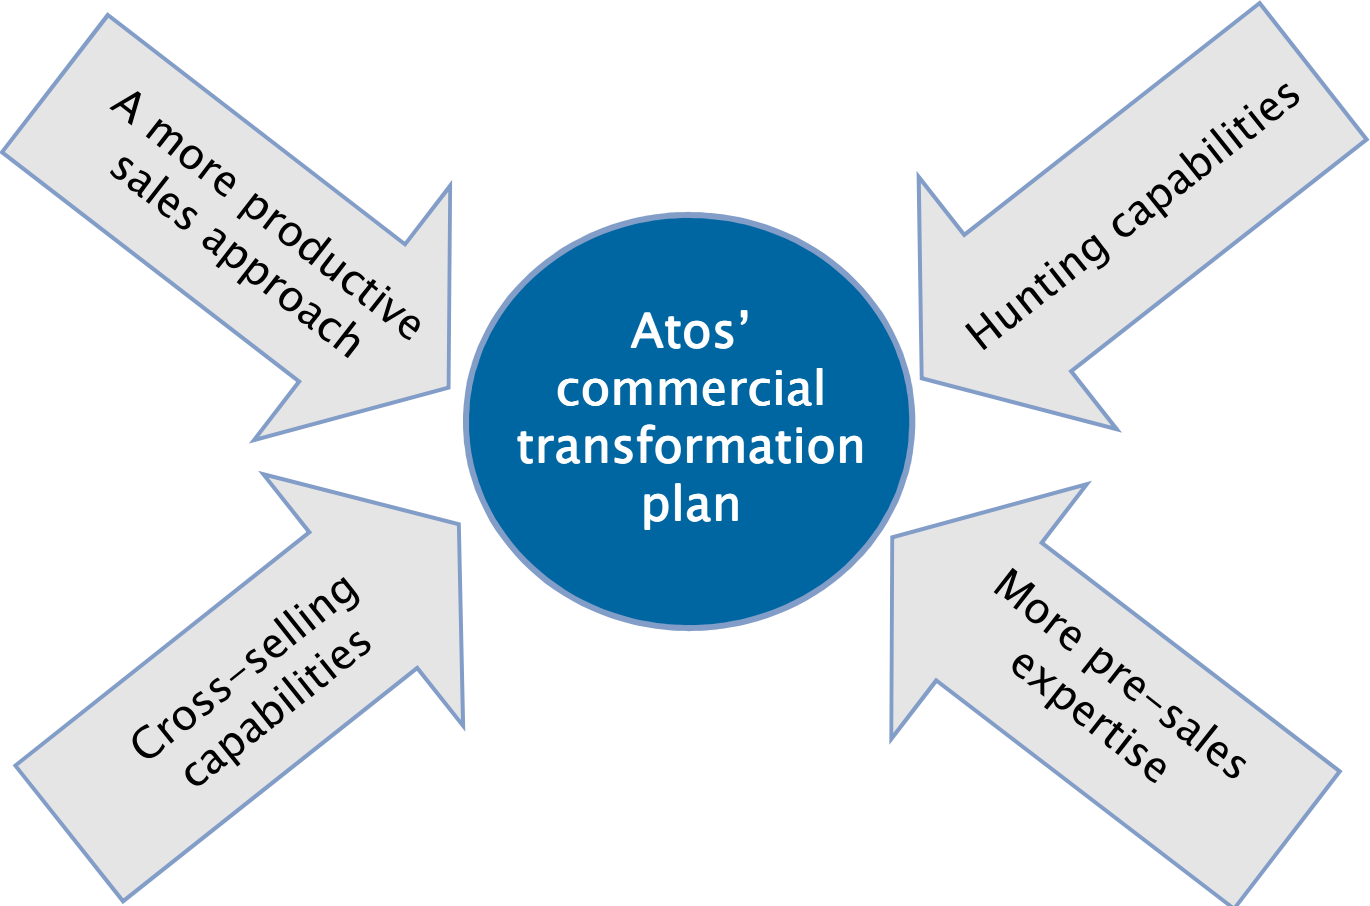 A more productive
sales approach
Hunting capabilities
Atos’
commercial
transformation
plan
Cross-selling
capabilities
More pre-sales
expertise